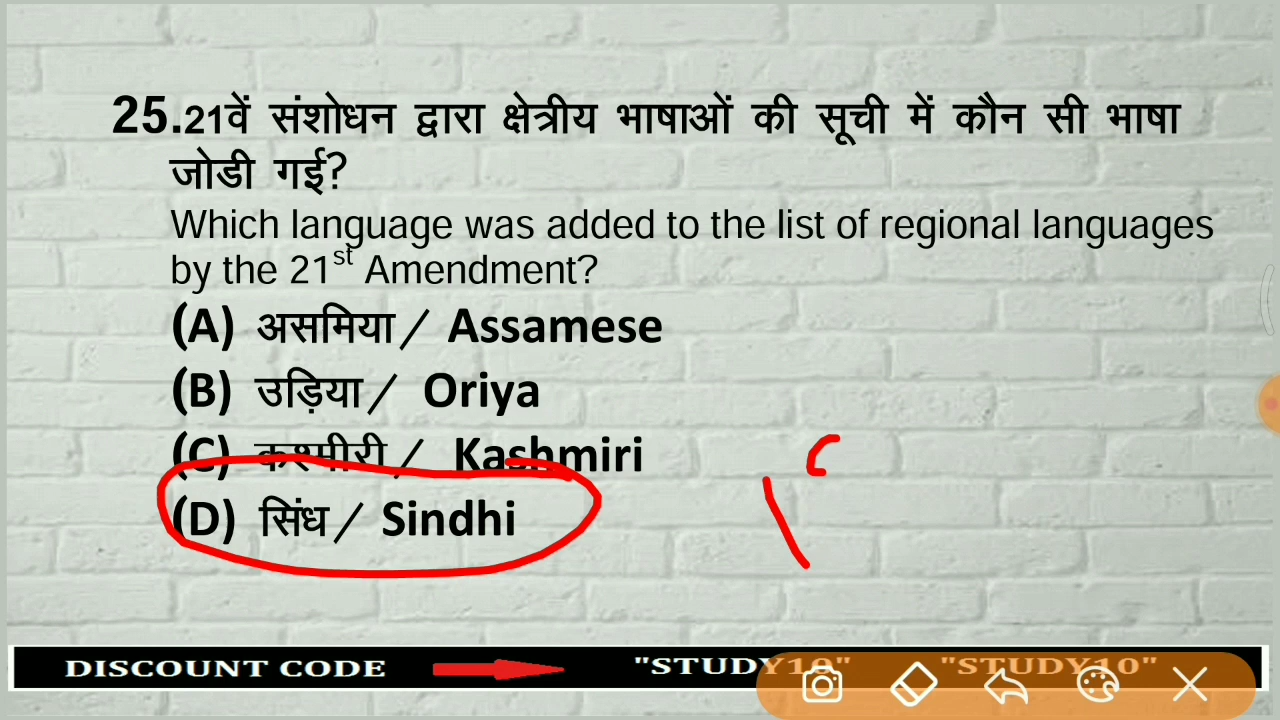 25.21वें संशोधन द्वारा क्षेत्रीय भाषाओं की सूची में कौन सी भाषा
जोडी गई?
Which language was added to the list of regional languages
by the 21st Amendment?
(A) असमिया/ Assamese
(B) उड़िया/ Oriya
(C) कश्मीरी/ Kashmiri
(D) सिंध/ Sindhi
DISCOUNT CODE "STUDY10" "STUDY10"